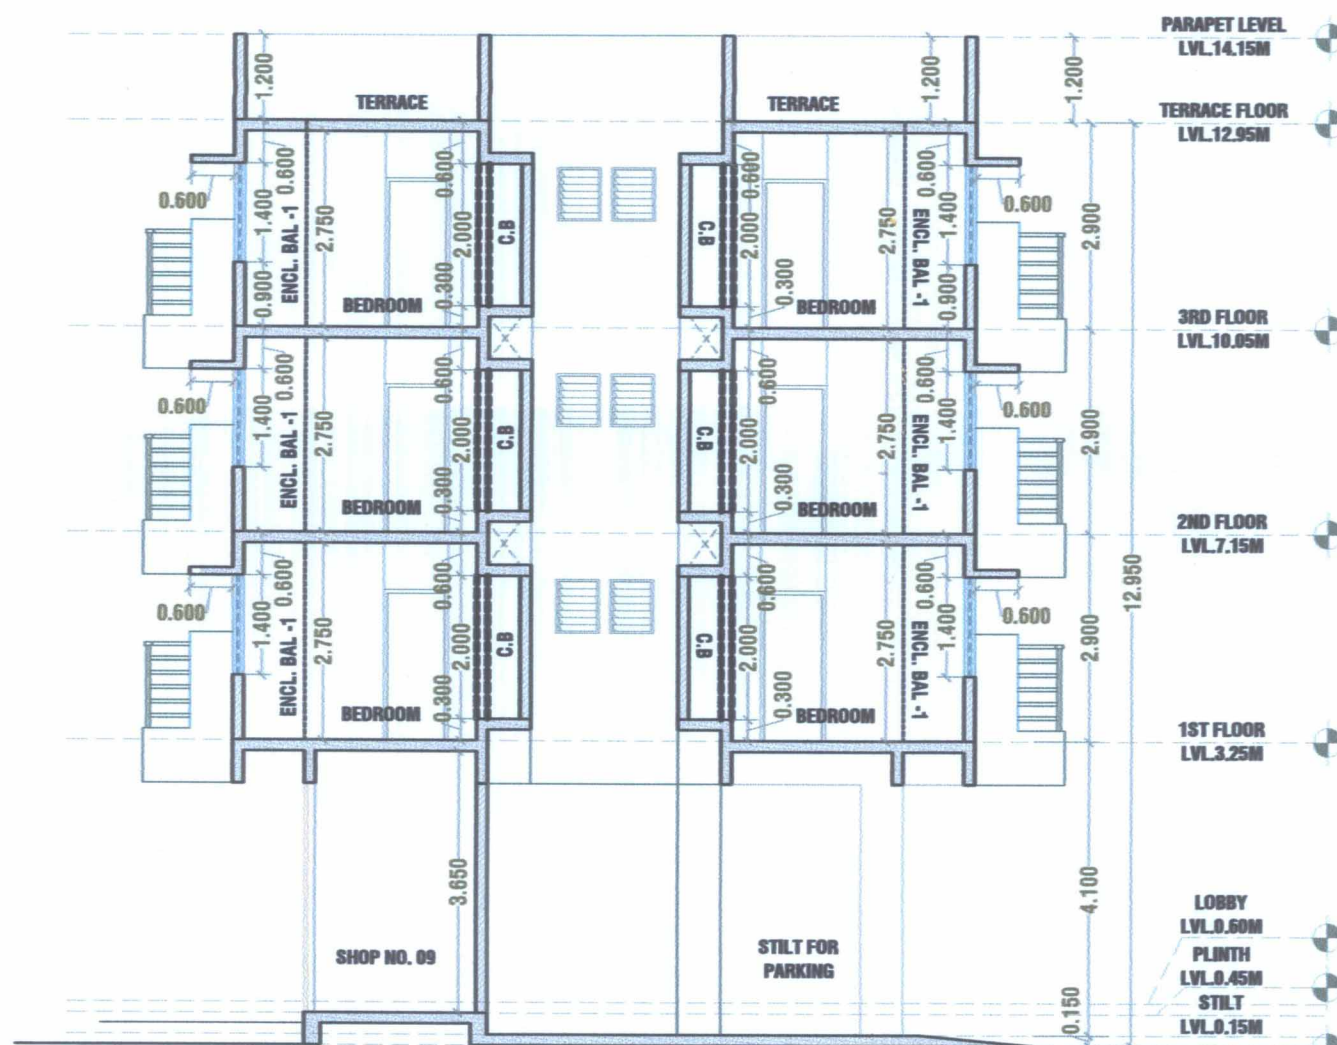 PARAPET LEVEL
LVL.14.15M
1.200
1.200
1.200
TERRACE
TERRACE
TERRACE FLOOR
LVL.12.95M
0.600
1.400
0.900
0.600
ENCL. BAL -1
0.600
2.750
BEDROOM
0.600
2.000
0.300
C.B
C.B
0.600
2.000
0.300
BEDROOM
2.750
ENCL. BAL -1
0.600
1.400
0.900
0.600
2.900
3RD FLOOR
LVL.10.05M
0.600
1.400
ENCL. BAL -1
0.600
2.750
BEDROOM
0.600
2.000
0.300
C.B
C.B
0.600
2.000
0.300
BEDROOM
2.750
ENCL. BAL -1
0.600
1.400
0.600
2.900
2ND FLOOR
LVL.7.15M
0.600
1.400
ENCL. BAL -1
0.600
2.750
BEDROOM
0.600
2.000
0.300
C.B
C.B
0.600
2.000
0.300
BEDROOM
2.750
ENCL. BAL -1
0.600
1.400
0.600
2.900
12.950
1ST FLOOR
LVL.3.25M
3.650
4.100
SHOP NO. 09
STILT FOR
PARKING
LOBBY
LVL.0.60M
PLINTH
LVL.0.45M
STILT
LVL.0.15M
0.150